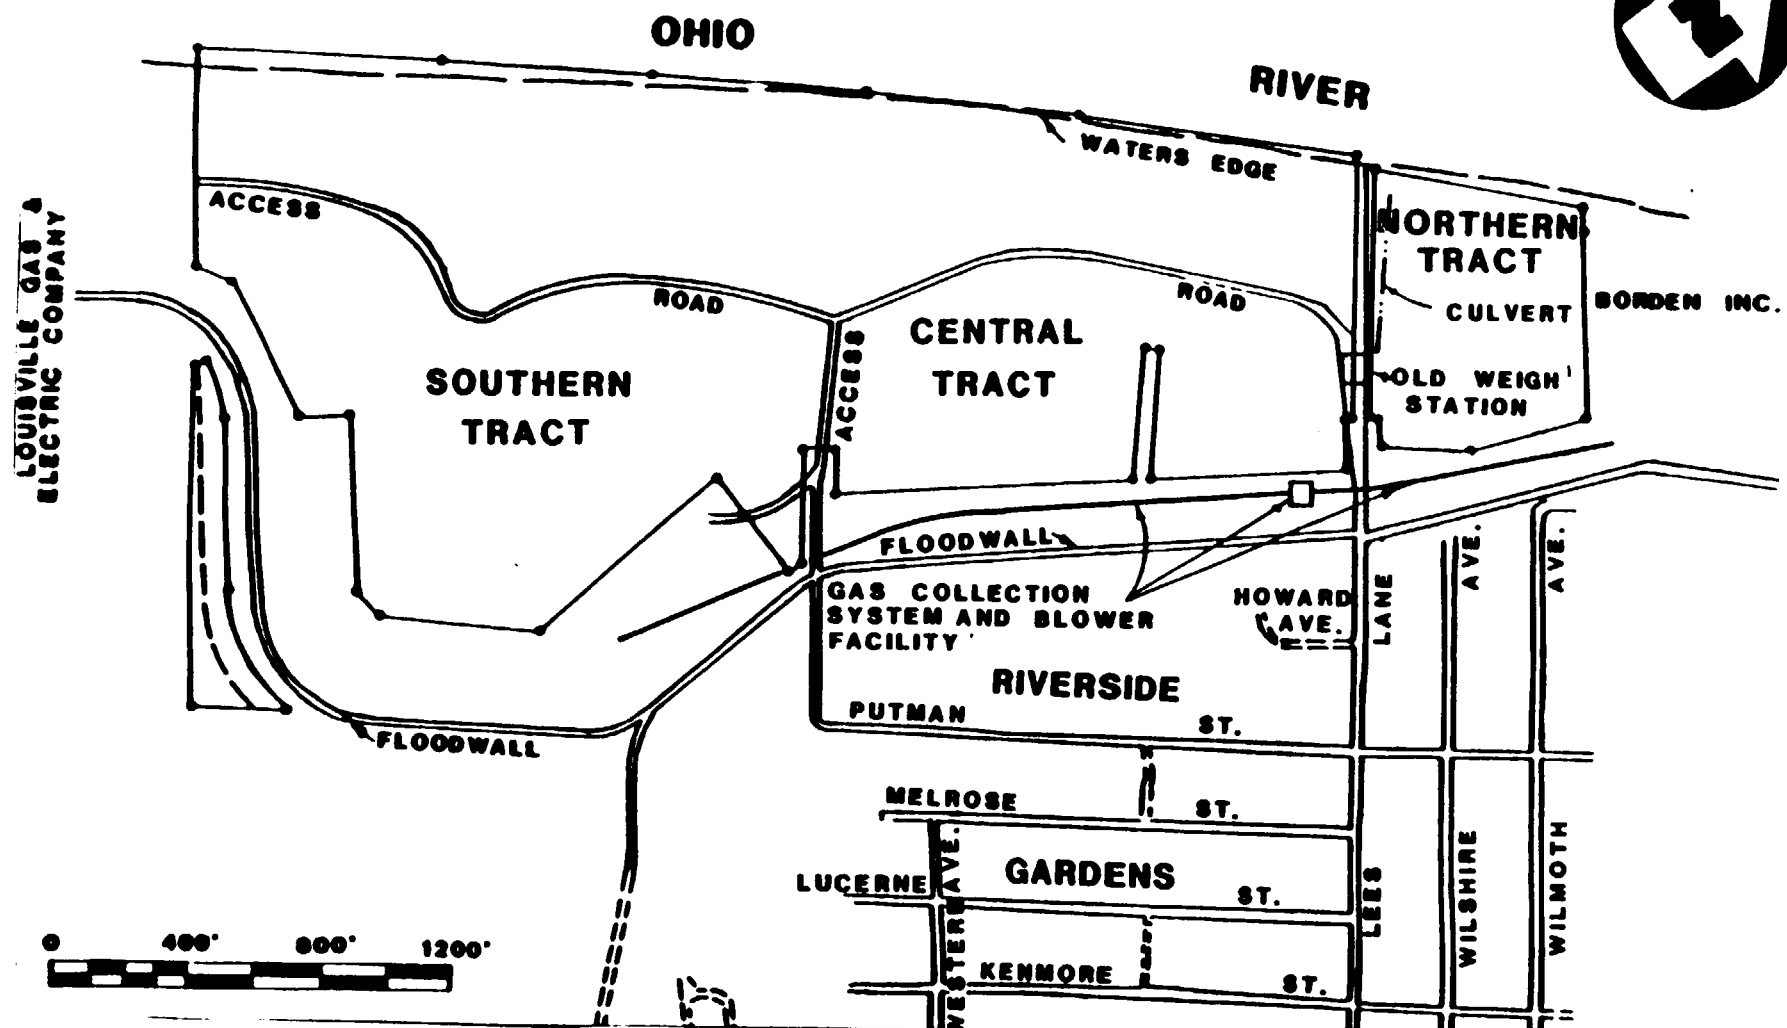 OHIO
RIVER
WATERS EDGE
ACCESS
LOUISVILLE GAS &
ELECTRIC COMPANY
NORTHERN
TRACT
CULVERT
BORDEN INC.
ROAD
ROAD
CENTRAL
TRACT
ACCESS
SOUTHERN
TRACT
OLD WEIGH
STATION
FLOODWALL
GAS COLLECTION
SYSTEM AND BLOWER
FACILITY
HOWARD
AVE.
LANE
AVE.
AVE.
RIVERSIDE
PUTMAN ST.
FLOODWALL
MELROSE ST.
GARDENS
LUCERNE ST.
WESTERN AVE.
LEES
WILSHIRE
WILMOTH
KENMORE ST.
0 400' 800' 1200'